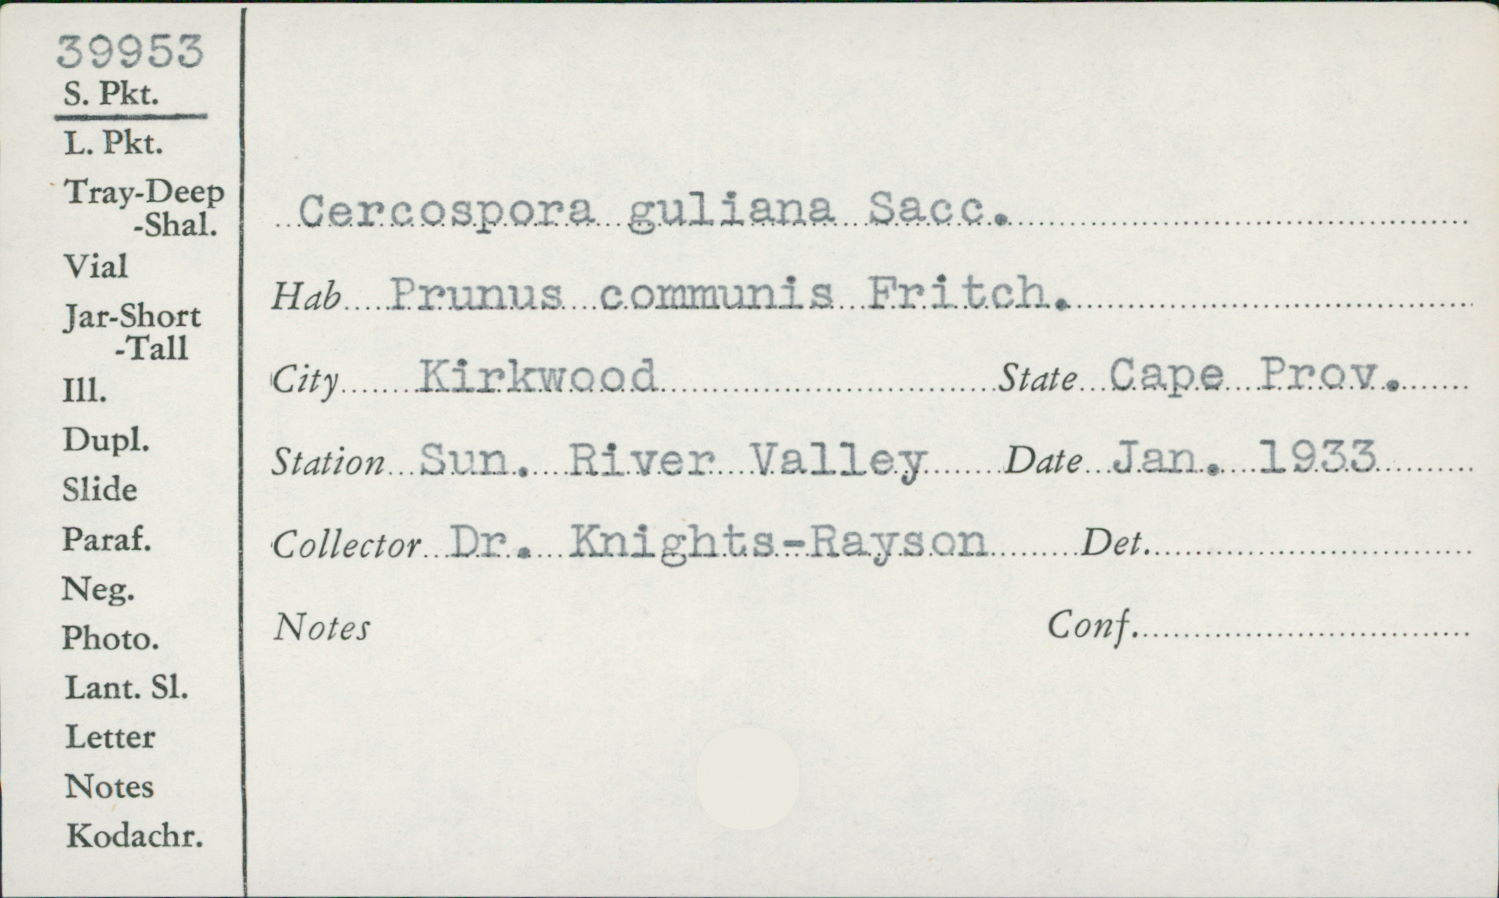 39953
S. Pkt.
L. Pkt.
Tray-Deep
-Shal.
Vial
Jar-Short
-Tall
Ill.
Dupl.
Slide
Paraf.
Neg.
Photo.
Lant. Sl.
Letter
Notes
Kodachr.
Cercospora guliana Sacc.
Hab Prunus communis Fritch.
City Kirkwood State Cape Prov.
Station Sun. River Valley Date Jan. 1933
Collector Dr. Knights-Rayson Det.
Notes Conf.